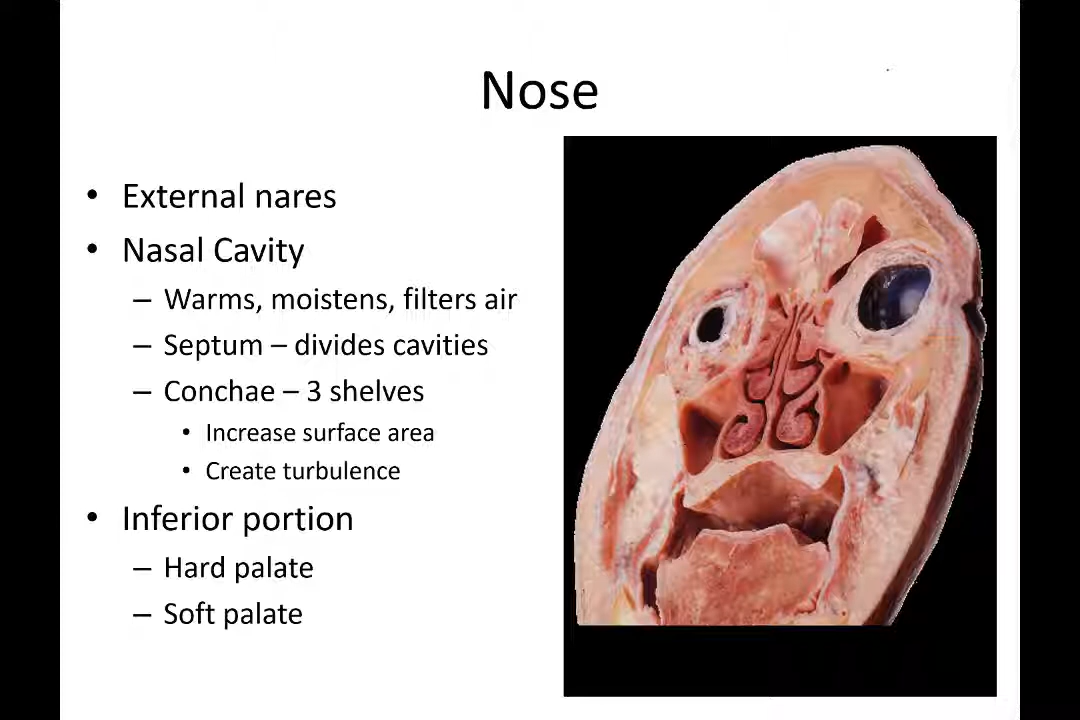 Nose
• External nares
• Nasal Cavity
– Warms, moistens, filters air
– Septum – divides cavities
– Conchae – 3 shelves
• Increase surface area
• Create turbulence
• Inferior portion
– Hard palate
– Soft palate